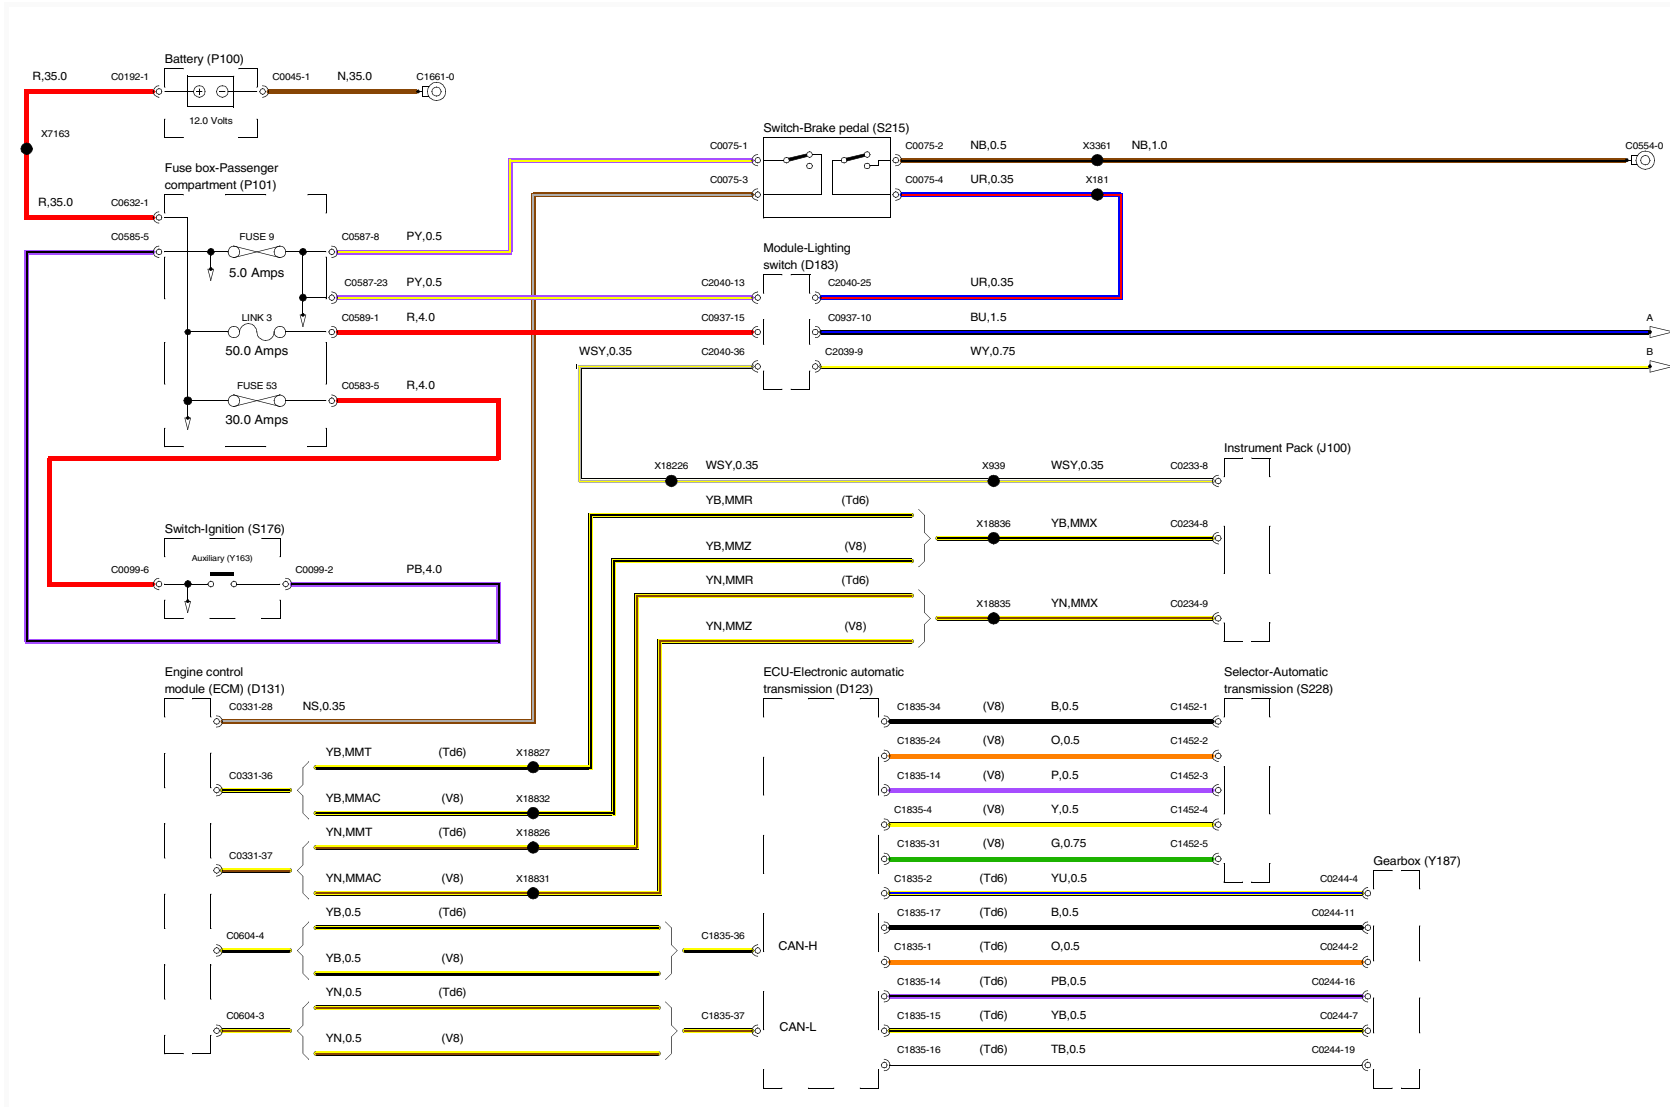 Battery (P100)
R,35.0
C0192-1
C0045-1
N,35.0
C1661-0
12.0 Volts
X7163
Fuse box-Passenger
compartment (P101)
R,35.0
C0632-1
C0585-5
FUSE 9
5.0 Amps
C0587-8
PY,0.5
C0587-23
PY,0.5
LINK 3
50.0 Amps
C0589-1
R,4.0
FUSE 53
30.0 Amps
C0583-5
R,4.0
Switch-Brake pedal (S215)
C0075-1
C0075-2
NB,0.5
X3361
NB,1.0
C0554-0
C0075-3
C0075-4
UR,0.35
X181
Module-Lighting
switch (D183)
C2040-13
C2040-25
UR,0.35
C0937-15
C0937-10
BU,1.5
A
WSY,0.35
C2040-36
C2039-9
WY,0.75
B
Instrument Pack (J100)
X18226
WSY,0.35
X939
WSY,0.35
C0233-8
YB,MMR
(Td6)
X18836
YB,MMX
C0234-8
YB,MMZ
(V8)
YN,MMR
(Td6)
X18835
YN,MMX
C0234-9
YN,MMZ
(V8)
Switch-Ignition (S176)
Auxiliary (Y163)
C0099-6
C0099-2
PB,4.0
Engine control
module (ECM) (D131)
C0331-28
NS,0.35
YB,MMT
(Td6)
X18827
C0331-36
YB,MMAC
(V8)
X18832
YN,MMT
(Td6)
X18826
C0331-37
YN,MMAC
(V8)
X18831
YB,0.5
(Td6)
C0604-4
C1835-36
CAN-H
YB,0.5
(V8)
YN,0.5
(Td6)
C0604-3
C1835-37
CAN-L
YN,0.5
(V8)
ECU-Electronic automatic
transmission (D123)
Selector-Automatic
transmission (S228)
C1835-34
(V8)
B,0.5
C1452-1
C1835-24
(V8)
O,0.5
C1452-2
C1835-14
(V8)
P,0.5
C1452-3
C1835-4
(V8)
Y,0.5
C1452-4
C1835-31
(V8)
G,0.75
C1452-5
Gearbox (Y187)
C1835-2
(Td6)
YU,0.5
C0244-4
C1835-17
(Td6)
B,0.5
C0244-11
C1835-1
(Td6)
O,0.5
C0244-2
C1835-14
(Td6)
PB,0.5
C0244-16
C1835-15
(Td6)
YB,0.5
C0244-7
C1835-16
(Td6)
TB,0.5
C0244-19